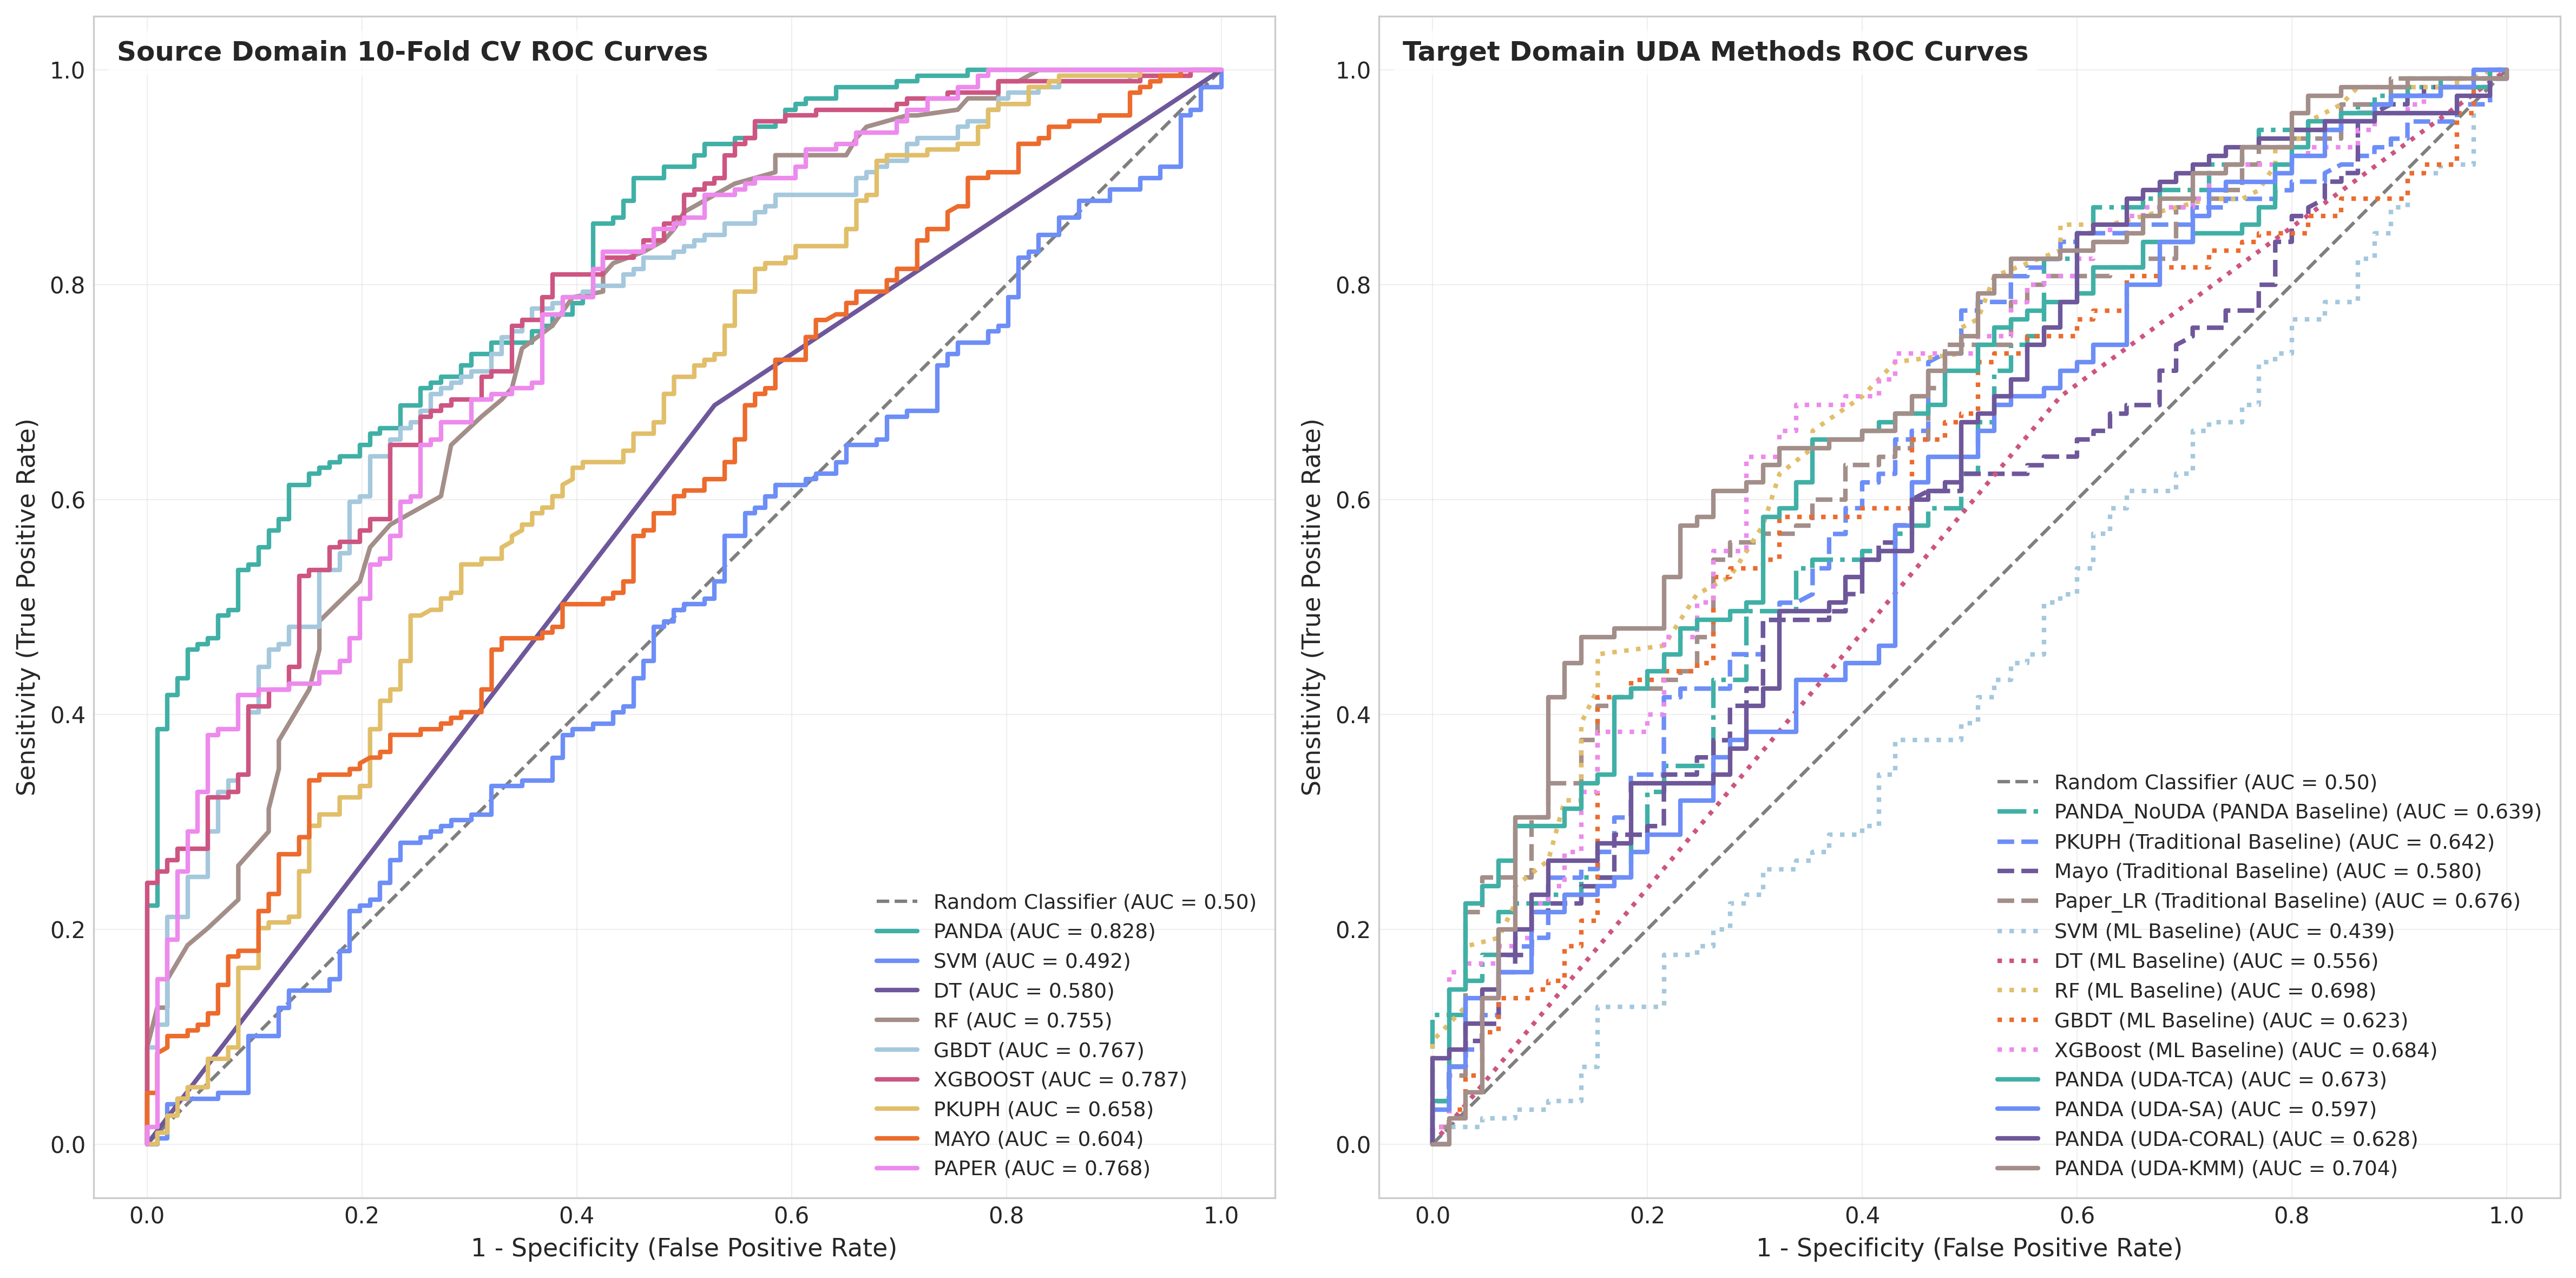 Source Domain 10-Fold CV ROC Curves
Sensitivity (True Positive Rate)
1.0
0.8
0.6
0.4
0.2
0.0
Random Classifier (AUC = 0.50)
PANDA (AUC = 0.828)
SVM (AUC = 0.492)
DT (AUC = 0.580)
RF (AUC = 0.755)
GBDT (AUC = 0.767)
XGBOOST (AUC = 0.787)
PKUPH (AUC = 0.658)
MAYO (AUC = 0.604)
PAPER (AUC = 0.768)
0.0 0.2 0.4 0.6 0.8 1.0
1 - Specificity (False Positive Rate)
Target Domain UDA Methods ROC Curves
Sensitivity (True Positive Rate)
1.0
0.8
0.6
0.4
0.2
0.0
Random Classifier (AUC = 0.50)
PANDA_NoUDA (PANDA Baseline) (AUC = 0.639)
PKUPH (Traditional Baseline) (AUC = 0.642)
Mayo (Traditional Baseline) (AUC = 0.580)
Paper_LR (Traditional Baseline) (AUC = 0.676)
SVM (ML Baseline) (AUC = 0.439)
DT (ML Baseline) (AUC = 0.556)
RF (ML Baseline) (AUC = 0.698)
GBDT (ML Baseline) (AUC = 0.623)
XGBoost (ML Baseline) (AUC = 0.684)
PANDA (UDA-TCA) (AUC = 0.673)
PANDA (UDA-SA) (AUC = 0.597)
PANDA (UDA-CORAL) (AUC = 0.628)
PANDA (UDA-KMM) (AUC = 0.704)
0.0 0.2 0.4 0.6 0.8 1.0
1 - Specificity (False Positive Rate)